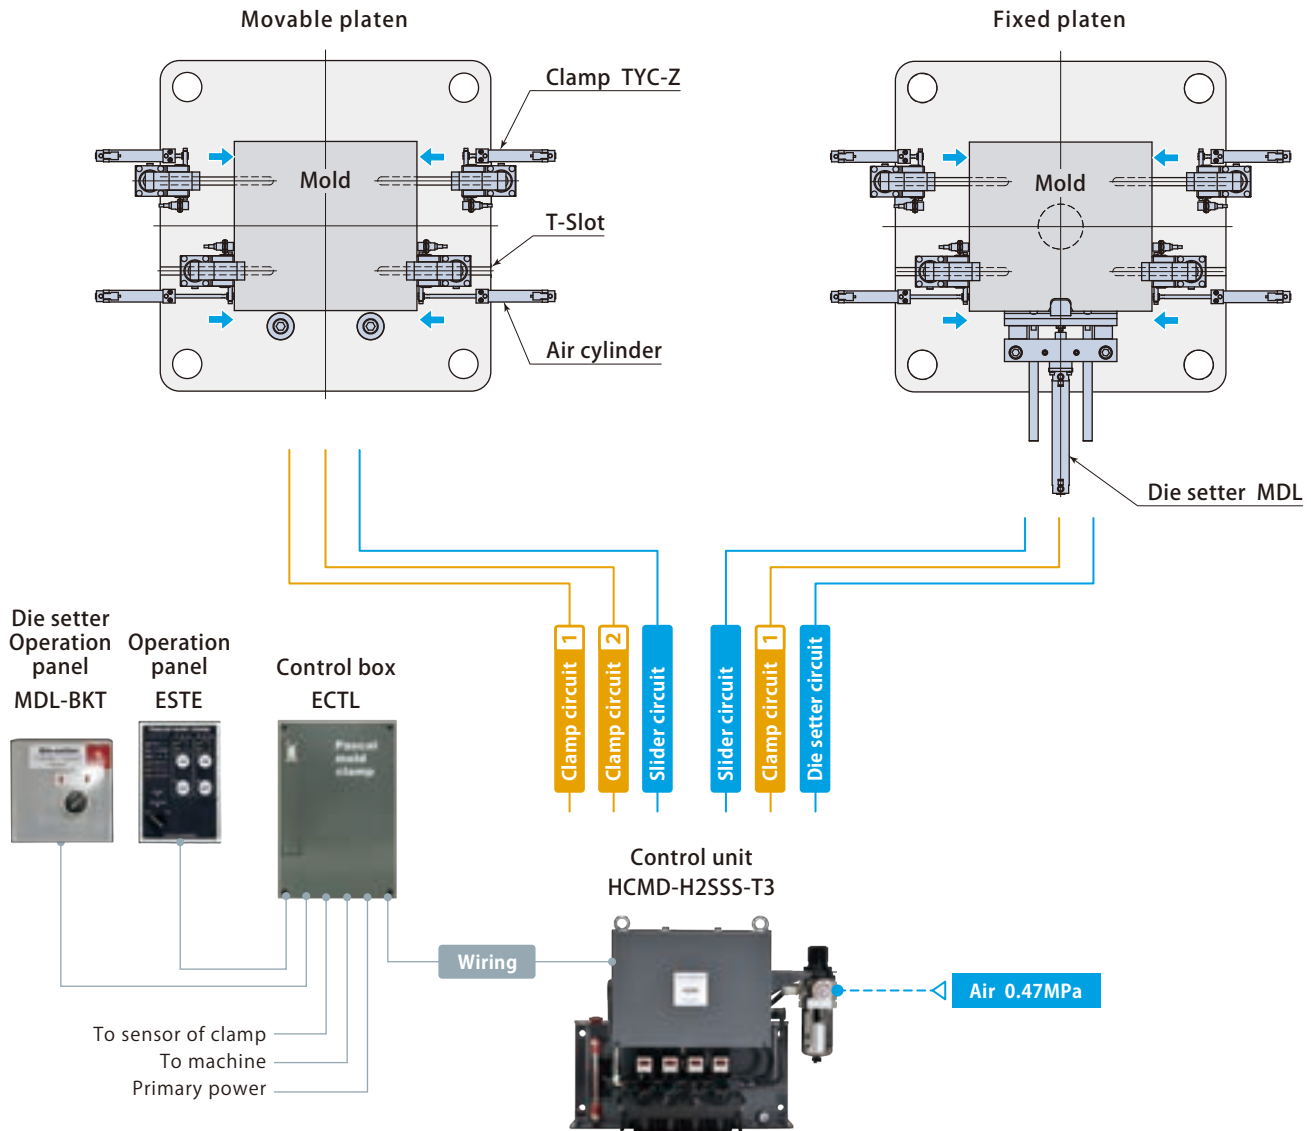 Movable platen
Fixed platen
Clamp TYC-Z
Mold
T-Slot
Air cylinder
Mold
Die setter MDL
Clamp circuit 1
Clamp circuit 2
Slider circuit
Slider circuit
Clamp circuit 1
Die setter circuit
Die setter
Operation
panel
MDL-BKT
Operation
panel
ESTE
Control box
ECTL
Pascal
mold
clamp
Control unit
HCMD-H2SSS-T3
Wiring
Air 0.47MPa
To sensor of clamp
To machine
Primary power